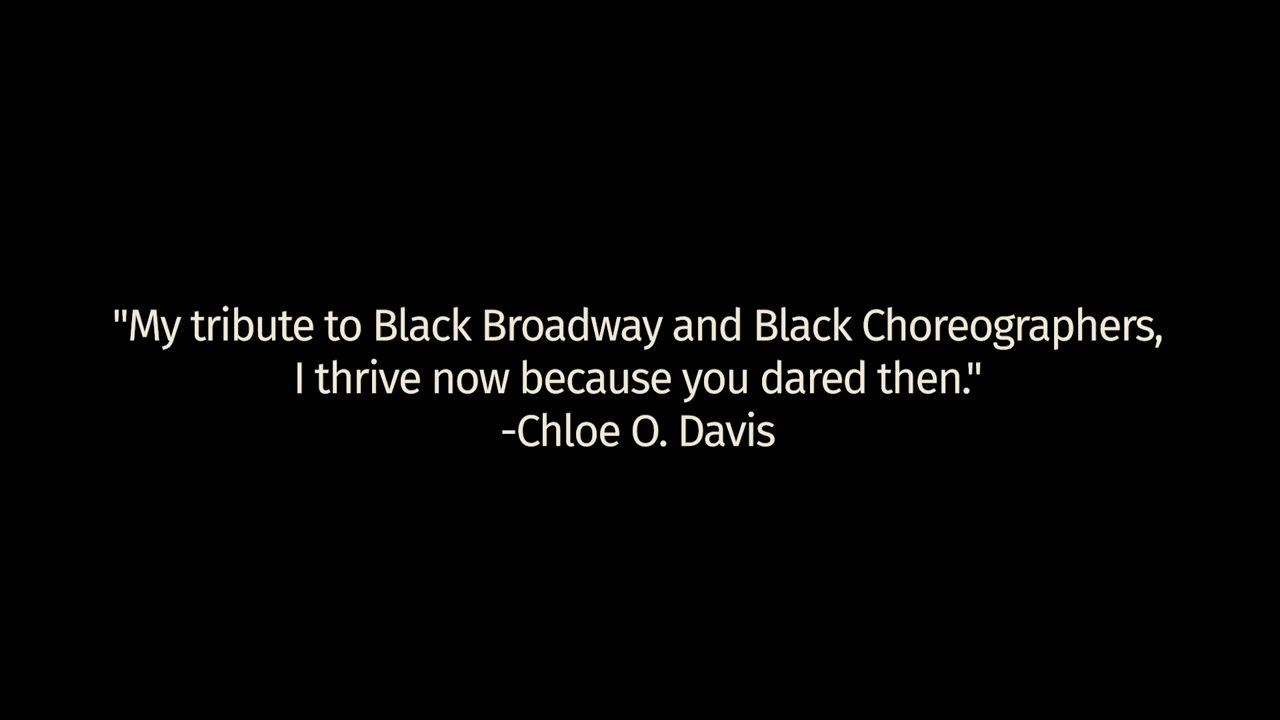 "My tribute to Black Broadway and Black Choreographers,
I thrive now because you dared then."
-Chloe O. Davis